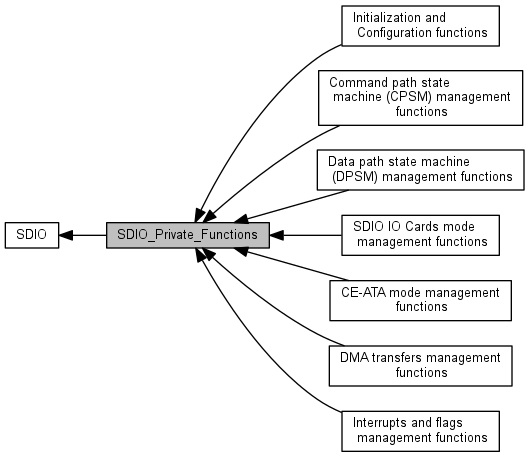 Initialization and
Configuration functions
Command path state
machine (CPSM) management
functions
Data path state machine
(DPSM) management functions
SDIO
SDIO_Private_Functions
SDIO IO Cards mode
management functions
CE-ATA mode management
functions
DMA transfers management
functions
Interrupts and flags
management functions